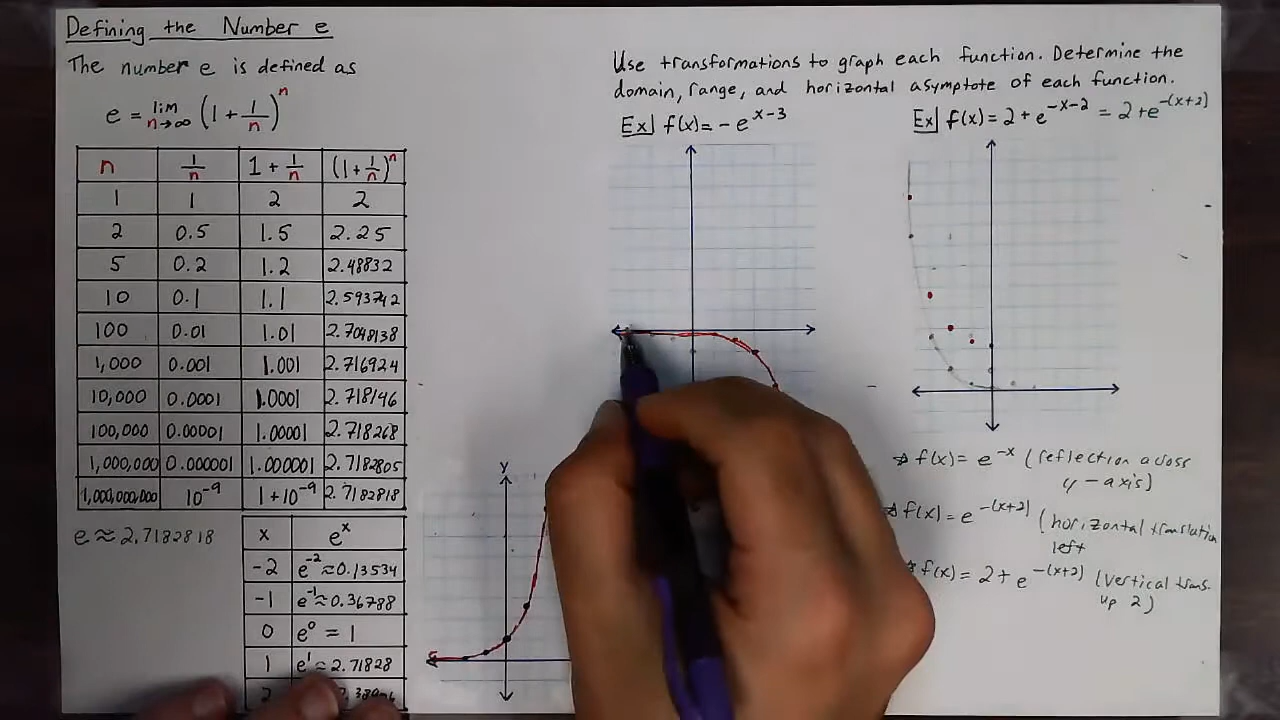 Defining the Number e
The number e is defined as
e = lim n→∞ (1 + 1/n)^n
n 1/n 1 + 1/n (1+1/n)^n
1 1 2 2
2 0.5 1.5 2.25
5 0.2 1.2 2.48832
10 0.1 1.1 2.593742
100 0.01 1.01 2.7048138
1,000 0.001 1.001 2.716924
10,000 0.0001 1.0001 2.718146
100,000 0.00001 1.00001 2.718268
1,000,000 0.000001 1.000001 2.7182805
1,000,000,000 10^-9 1+10^-9 2.7182818
e ≈ 2.7182818
x e^x
-2 e^-2 ≈ 0.13534
-1 e^-1 ≈ 0.36788
0 e^0 = 1
1 e^1 ≈ 2.71828
2
y
Use transformations to graph each function. Determine the
domain, range, and horizontal asymptote of each function.
Ex] f(x) = -e^x-3
Ex] f(x) = 2 + e^-x-2 = 2+e^-(x+2)
→ f(x) = e^-x (reflection across
y-axis)
→ f(x) = e^-(x+2) (horizontal translation
left
f(x) = 2 + e^-(x+2) (vertical trans.
up 2)